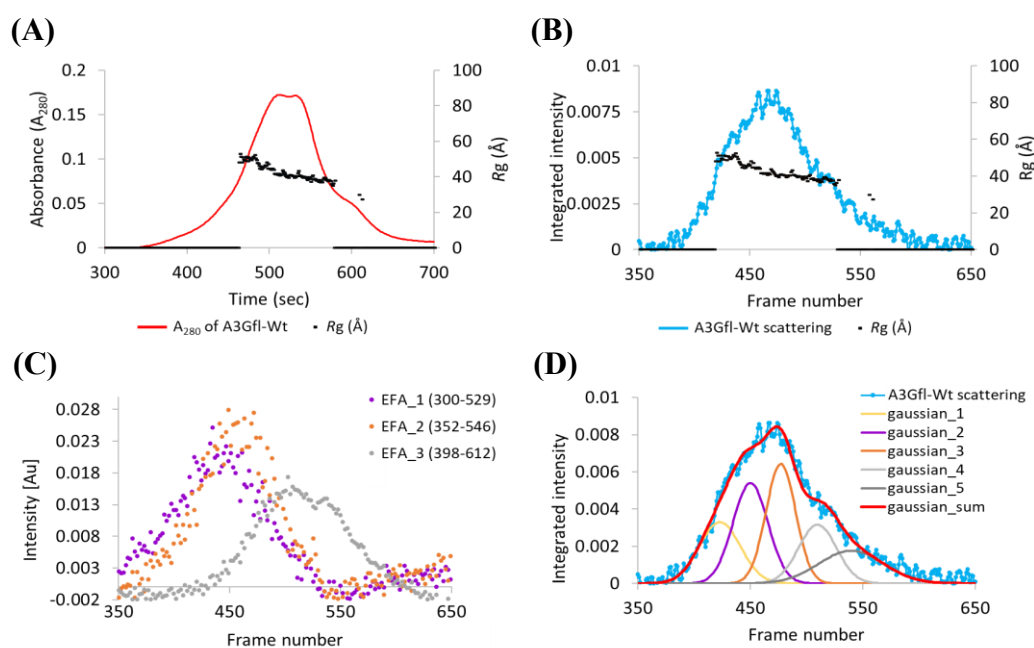 (A)
0.2
0.15
0.1
0.05
0
100
80
60
40
20
0
Absorbance (A₂₈₀)
Rg (Å)
300 400 500 600 700
Time (sec)
A₂₈₀ of A3Gfl-Wt Rg (Å)
(B)
0.01
0.0075
0.005
0.0025
0
100
80
60
40
20
0
Integrated intensity
Rg (Å)
350 450 550 650
Frame number
A3Gfl-Wt scattering Rg (Å)
(C)
0.028
0.023
0.018
0.013
0.008
0.003
-0.002
Intensity [Au]
EFA_1 (300-529)
EFA_2 (352-546)
EFA_3 (398-612)
350 450 550 650
Frame number
(D)
0.01
0.008
0.006
0.004
0.002
0
Integrated intensity
A3Gfl-Wt scattering
gaussian_1
gaussian_2
gaussian_3
gaussian_4
gaussian_5
gaussian_sum
350 450 550 650
Frame number